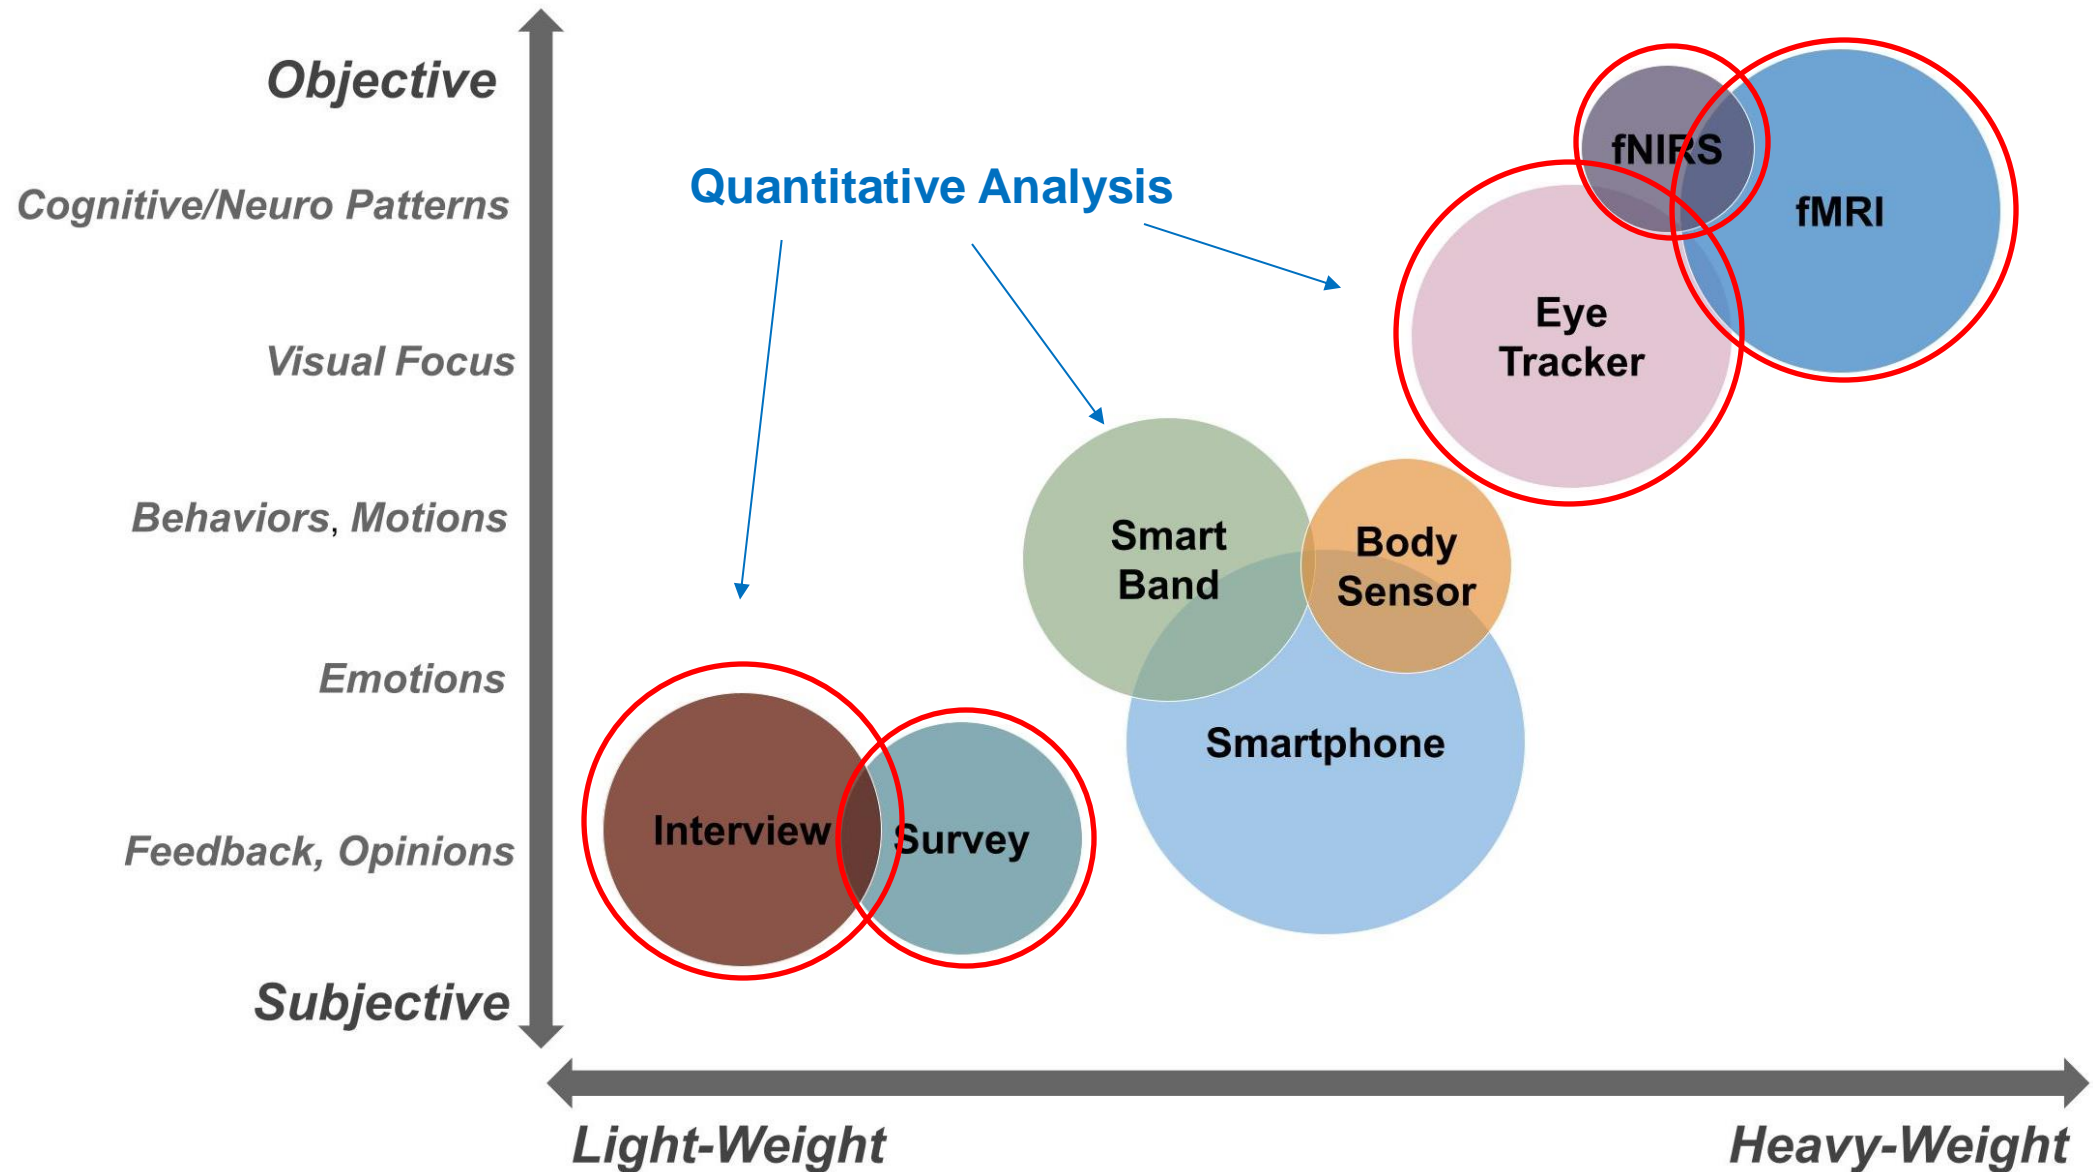 Objective
Cognitive/Neuro Patterns
Visual Focus
Behaviors, Motions
Emotions
Feedback, Opinions
Subjective
Quantitative Analysis
fNIRS
fMRI
Eye
Tracker
Smart
Band
Body
Sensor
Smartphone
Interview
Survey
Light-Weight
Heavy-Weight